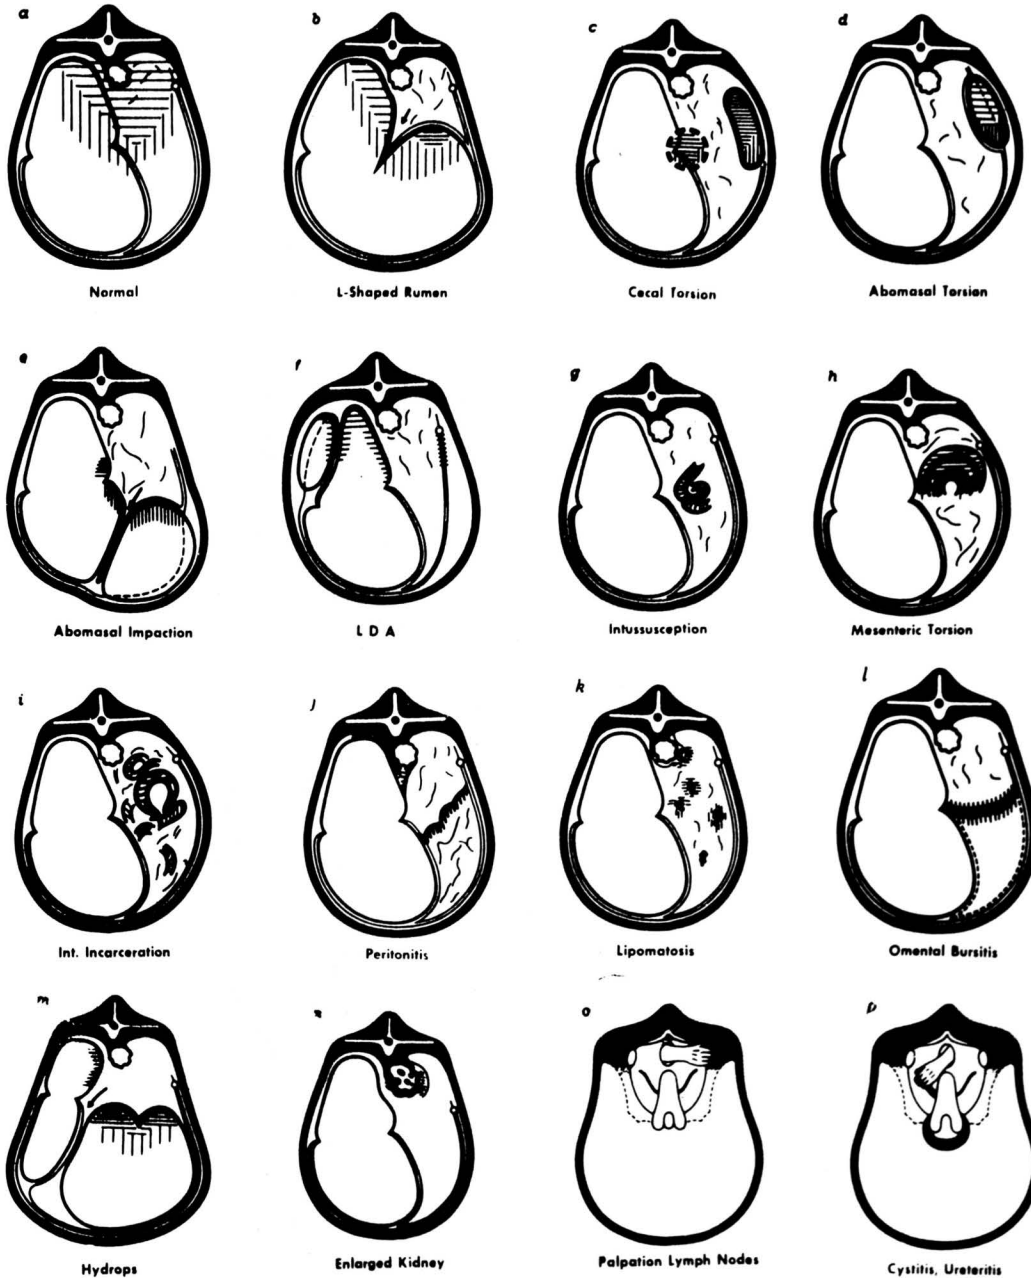 a
b
c
d
Normal
L-Shaped Rumen
Cecal Torsion
Abomasal Torsion
e
f
g
h
Abomasal Impaction
L D A
Intussusception
Mesenteric Torsion
i
j
k
l
Int. Incarceration
Peritonitis
Lipomatosis
Omental Bursitis
m
n
o
p
Hydrops
Enlarged Kidney
Palpation Lymph Nodes
Cystitis, Ureteritis